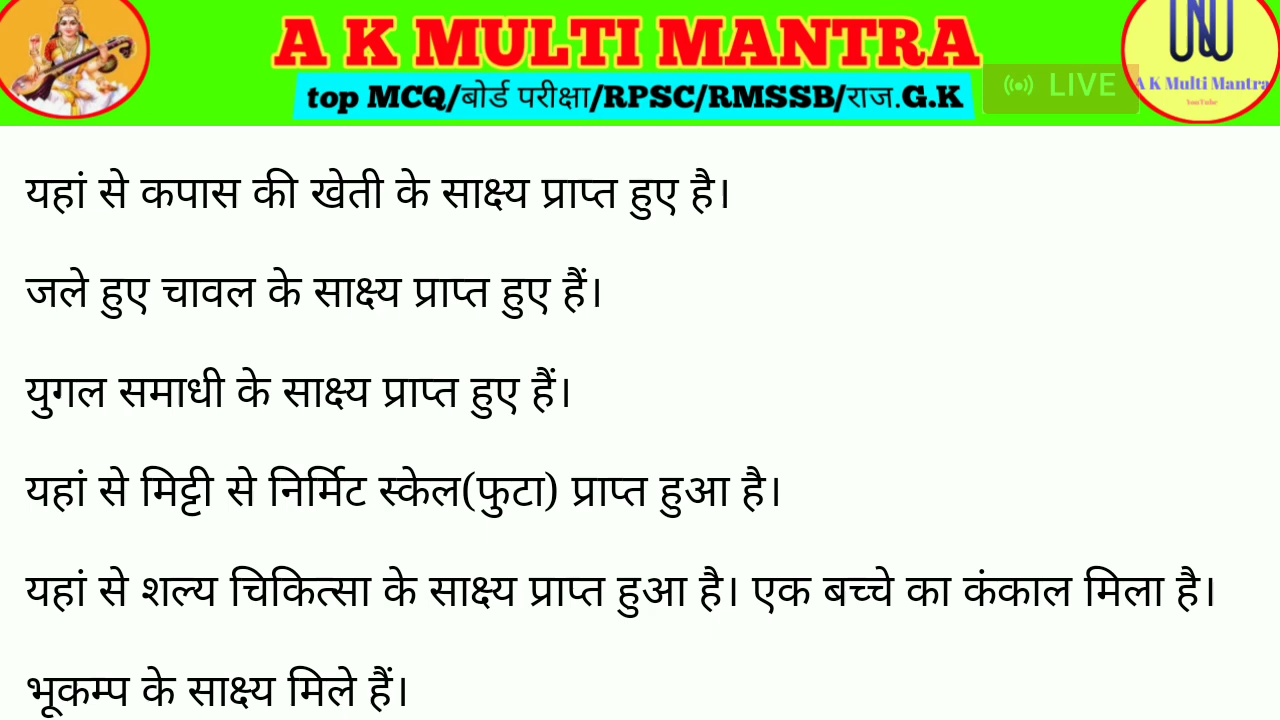 A K MULTI MANTRA
top MCQ/बोर्ड परीक्षा/RPSC/RMSSB/राज.G.K
LIVE
A K Multi Mantra
YouTube
यहां से कपास की खेती के साक्ष्य प्राप्त हुए है।
जले हुए चावल के साक्ष्य प्राप्त हुए हैं।
युगल समाधी के साक्ष्य प्राप्त हुए हैं।
यहां से मिट्टी से निर्मिट स्केल(फुटा) प्राप्त हुआ है।
यहां से शल्य चिकित्सा के साक्ष्य प्राप्त हुआ है। एक बच्चे का कंकाल मिला है।
भूकम्प के साक्ष्य मिले हैं।